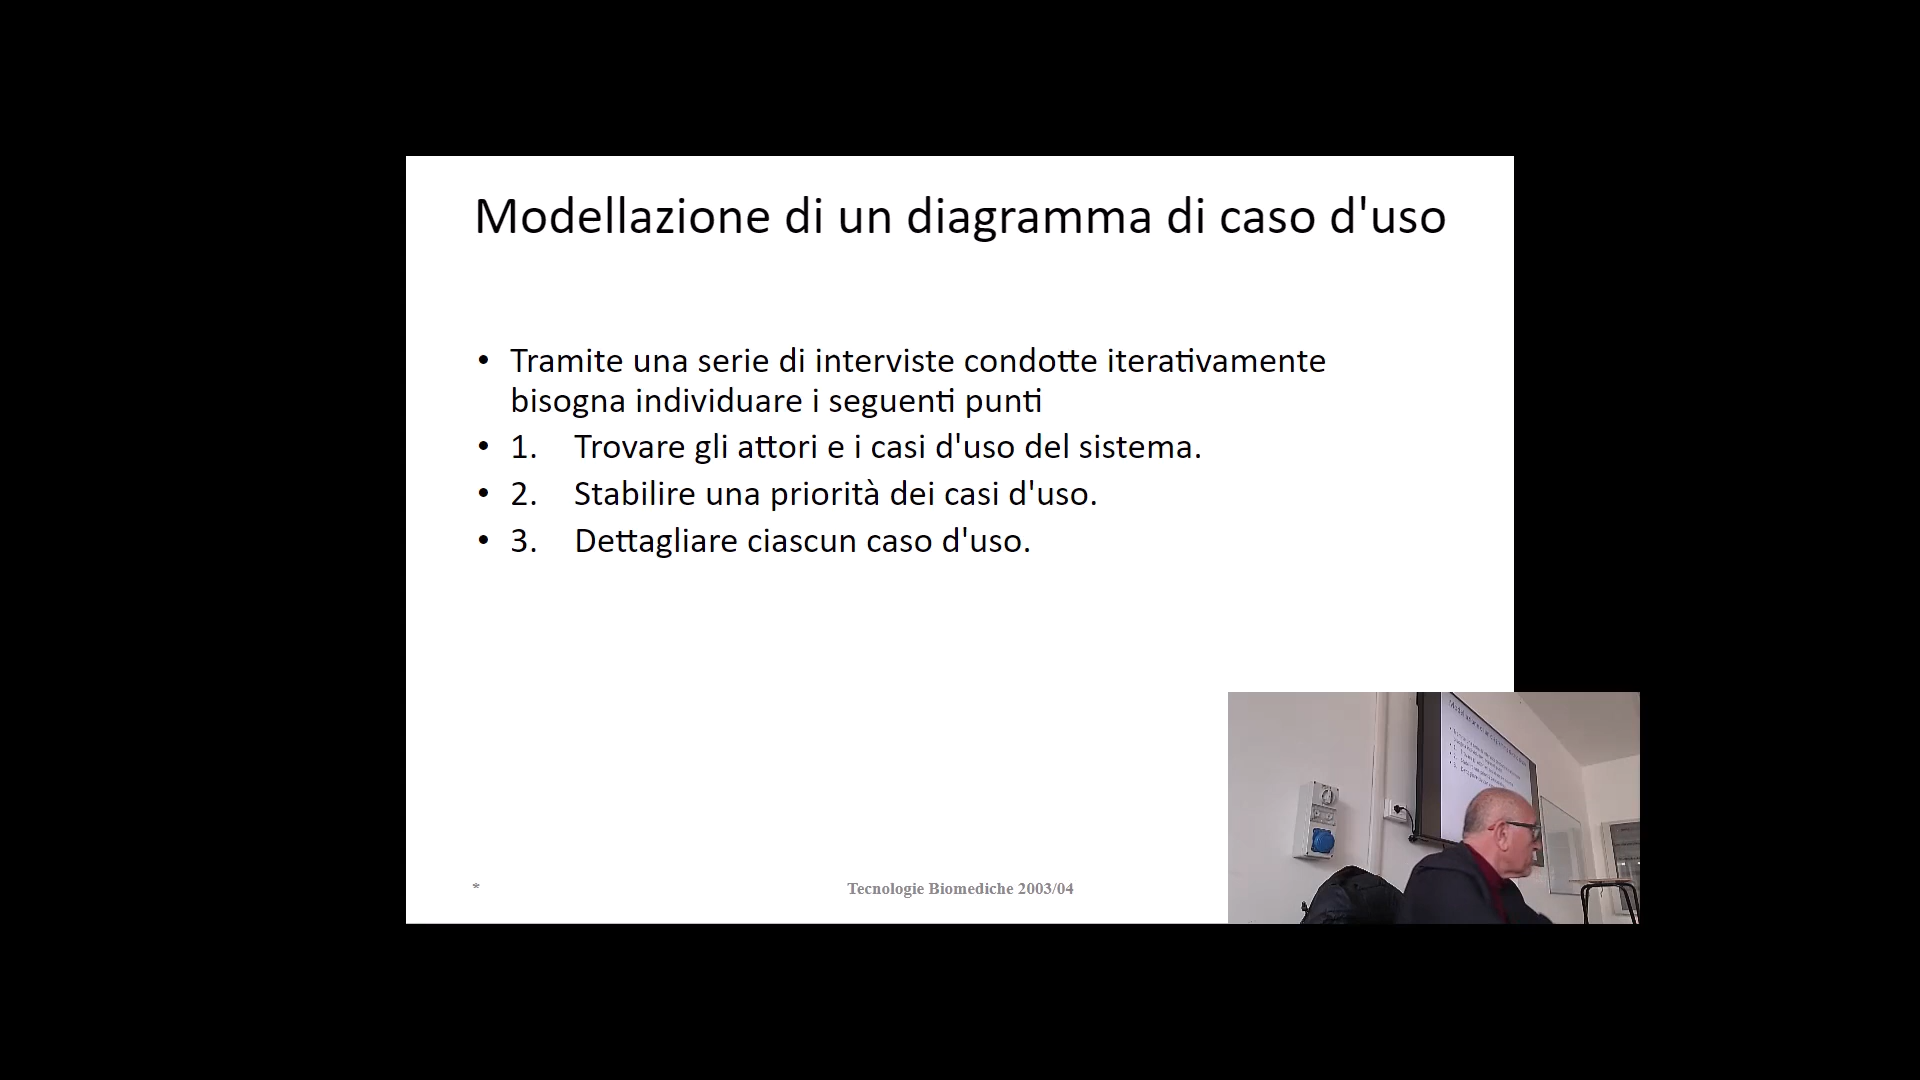 Modellazione di un diagramma di caso d'uso
• Tramite una serie di interviste condotte iterativamente
bisogna individuare i seguenti punti
• 1. Trovare gli attori e i casi d'uso del sistema.
• 2. Stabilire una priorità dei casi d'uso.
• 3. Dettagliare ciascun caso d'uso.
*
Tecnologie Biomediche 2003/04